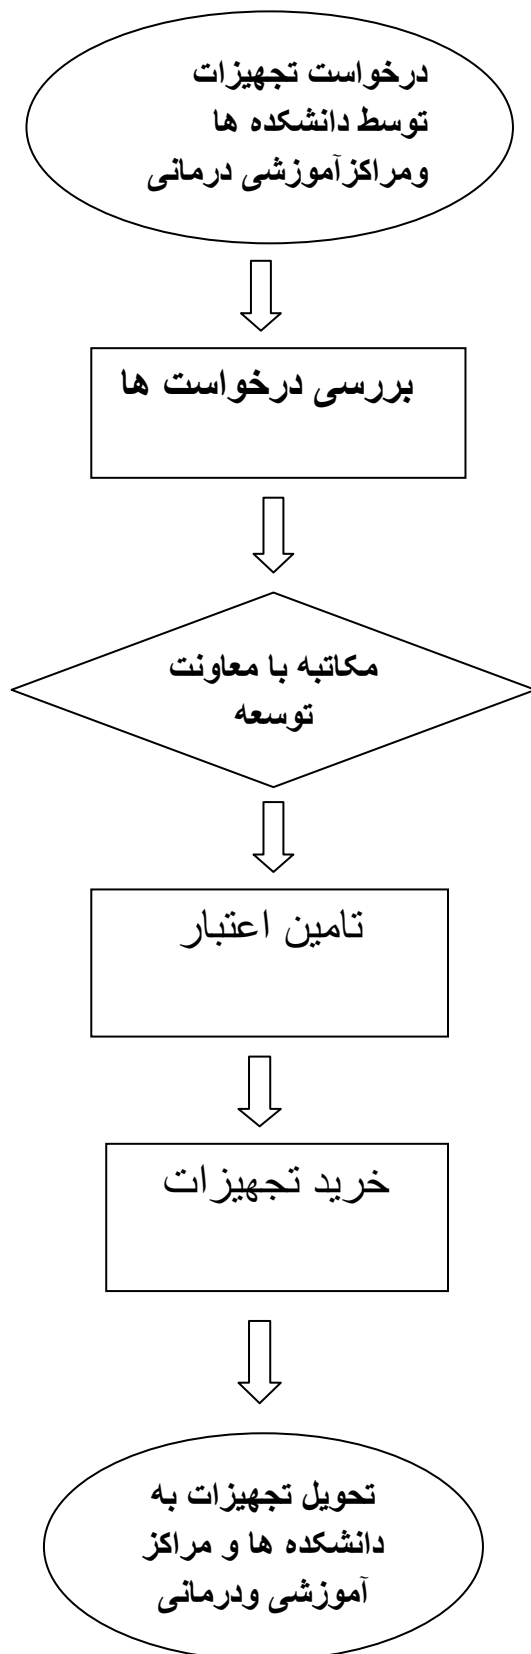 درخواست تجهیزات
توسط دانشکده ها
ومراکزآموزشی درمانی
بررسی درخواست ها
مکاتبه با معاونت
توسعه
تامین اعتبار
خرید تجهیزات
تحویل تجهیزات به
دانشکده ها و مراکز
آموزشی ودرمانی